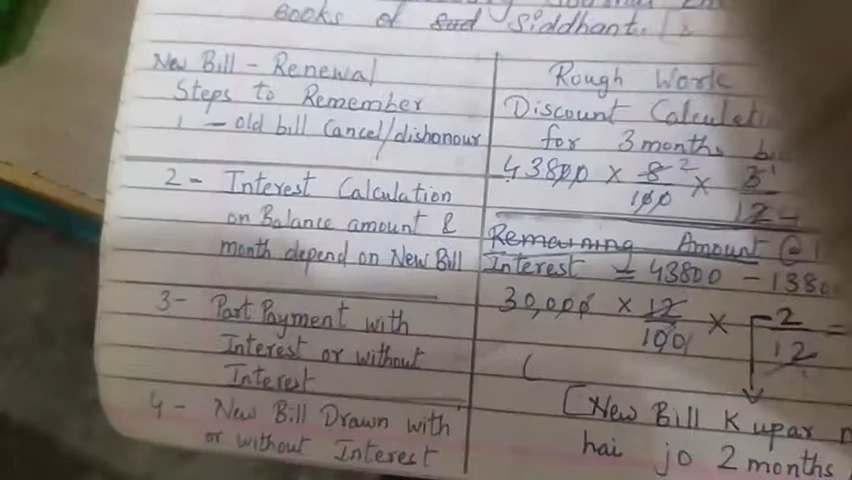 Books of Siddhant.
New Bill - Renewal
Steps to Remember
1 - old bill Cancel/dishonour
2 - Interest Calculation
on Balance amount &
month depend on New Bill
3 - Part Payment with
Interest or without
Interest
4 - New Bill Drawn with
or without Interest
Rough Work
Discount
for 3 months
43800 × 8 2 / 100 × 3 1 / 12 4
Remaining Amount @
Interest = 43800 - 1380
30,000 × 12 / 100 × 2 / 12 =
(
[New Bill K upar
hai jo 2 months